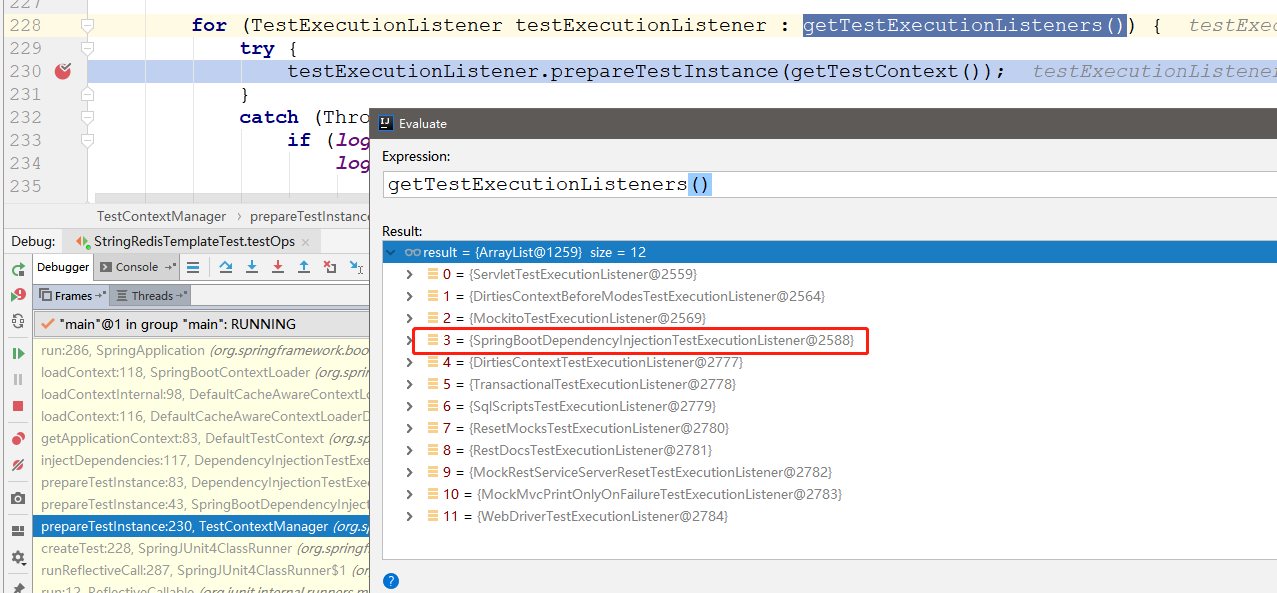 227
228 for (TestExecutionListener testExecutionListener : getTestExecutionListeners()) { testExec
229 try {
230 testExecutionListener.prepareTestInstance(getTestContext()); testExecutionListener
231 }
232 catch (Thro
233 if (log
234 log
235
TestContextManager › prepareTestInstanc
Debug: StringRedisTemplateTest.testOps
Debugger Console
Frames Threads
"main"@1 in group "main": RUNNING
run:286, SpringApplication (org.springframework.boo
loadContext:118, SpringBootContextLoader (org.sprin
loadContextInternal:98, DefaultCacheAwareContextLo
loadContext:116, DefaultCacheAwareContextLoaderD
getApplicationContext:83, DefaultTestContext (org.sp
injectDependencies:117, DependencyInjectionTestExe
prepareTestInstance:83, DependencyInjectionTestExe
prepareTestInstance:43, SpringBootDependencyInject
prepareTestInstance:230, TestContextManager (org.sp
createTest:228, SpringJUnit4ClassRunner (org.springf
runReflectiveCall:287, SpringJUnit4ClassRunner$1 (or
run:12, ReflectiveCallable (org.junit.internal.runners.m
Evaluate
Expression:
getTestExecutionListeners()
Result:
result = {ArrayList@1259} size = 12
0 = {ServletTestExecutionListener@2559}
1 = {DirtiesContextBeforeModesTestExecutionListener@2564}
2 = {MockitoTestExecutionListener@2569}
3 = {SpringBootDependencyInjectionTestExecutionListener@2588}
4 = {DirtiesContextTestExecutionListener@2777}
5 = {TransactionalTestExecutionListener@2778}
6 = {SqlScriptsTestExecutionListener@2779}
7 = {ResetMocksTestExecutionListener@2780}
8 = {RestDocsTestExecutionListener@2781}
9 = {MockRestServiceServerResetTestExecutionListener@2782}
10 = {MockMvcPrintOnlyOnFailureTestExecutionListener@2783}
11 = {WebDriverTestExecutionListener@2784}